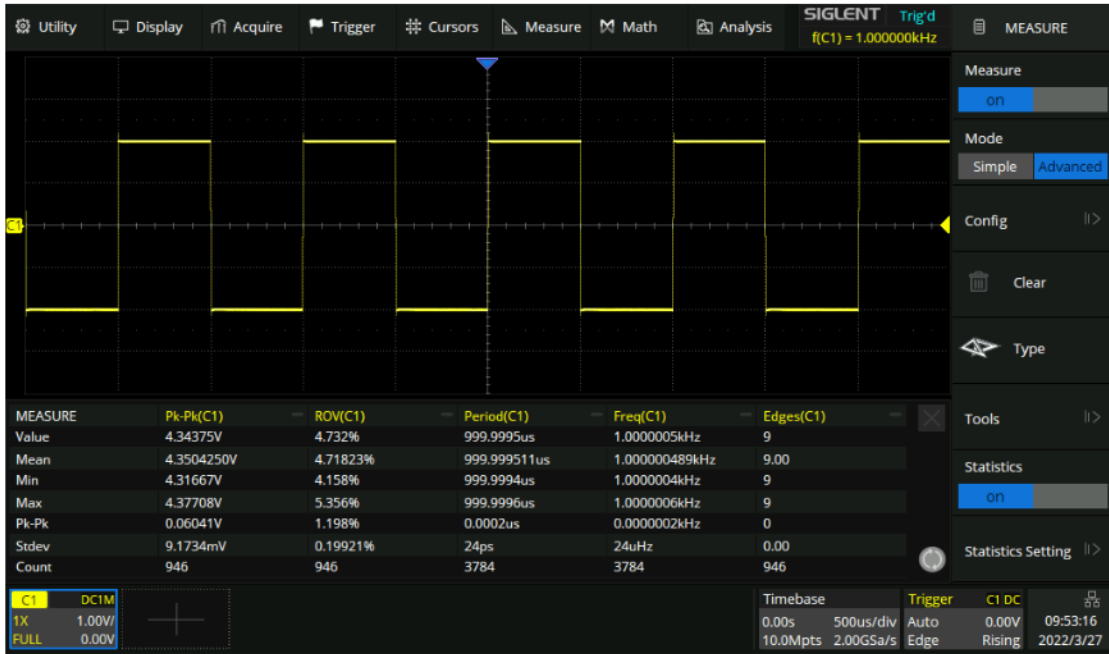 Utility Display Acquire Trigger Cursors Measure Math Analysis SIGLENT Trig'd MEASURE
f(C1) = 1.000000kHz
Measure
on
Mode
Simple Advanced
C1
Config
Clear
Type
MEASURE Pk-Pk(C1) ROV(C1) Period(C1) Freq(C1) Edges(C1)
Value 4.34375V 4.732% 999.9995us 1.0000005kHz 9
Mean 4.3504250V 4.71823% 999.999511us 1.000000489kHz 9.00
Min 4.31667V 4.158% 999.9994us 1.0000004kHz 9
Max 4.37708V 5.356% 999.9996us 1.0000006kHz 9
Pk-Pk 0.06041V 1.198% 0.0002us 0.0000002kHz 0
Stdev 9.1734mV 0.19921% 24ps 24uHz 0.00
Count 946 946 3784 3784 946
Tools
Statistics
on
Statistics Setting
C1 DC1M Timebase Trigger C1 DC
1X 1.00V/ 0.00s 500us/div Auto 0.00V 09:53:16
FULL 0.00V 10.0Mpts 2.00GSa/s Edge Rising 2022/3/27